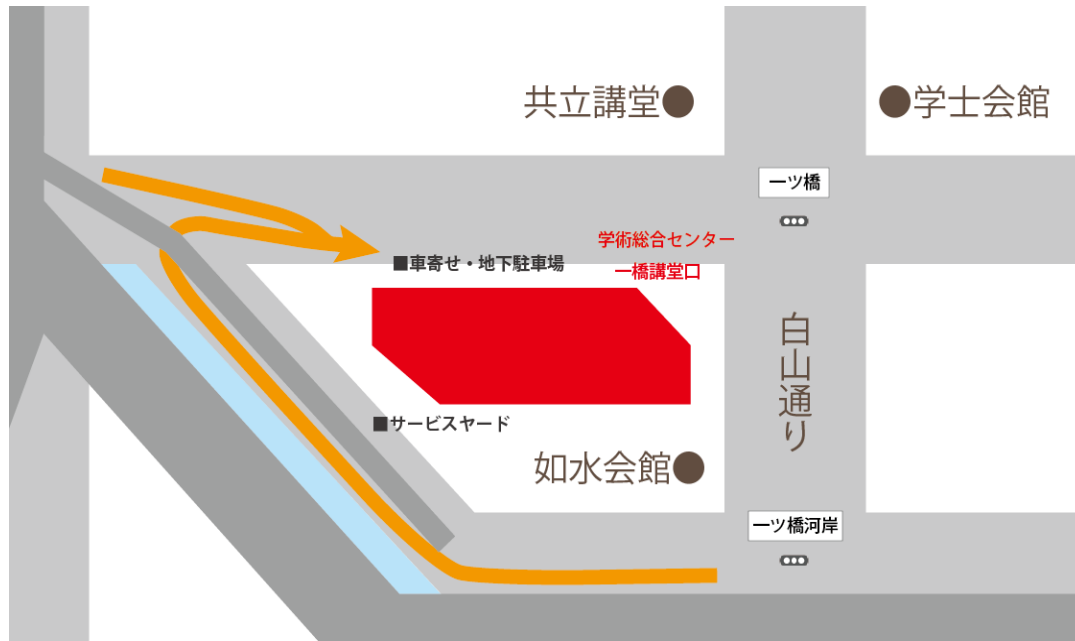 共立講堂●
●学士会館
一ツ橋
学術総合センター
一橋講堂口
■車寄せ・地下駐車場
白山通り
■サービスヤード
如水会館●
一ツ橋河岸